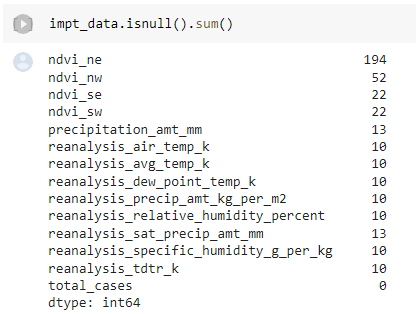 impt_data.isnull().sum()
ndvi_ne 194
ndvi_nw 52
ndvi_se 22
ndvi_sw 22
precipitation_amt_mm 13
reanalysis_air_temp_k 10
reanalysis_avg_temp_k 10
reanalysis_dew_point_temp_k 10
reanalysis_precip_amt_kg_per_m2 10
reanalysis_relative_humidity_percent 10
reanalysis_sat_precip_amt_mm 13
reanalysis_specific_humidity_g_per_kg 10
reanalysis_tdtr_k 10
total_cases 0
dtype: int64